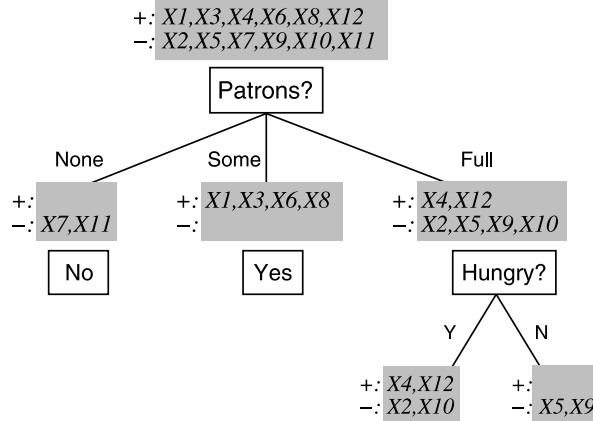 +: X1,X3,X4,X6,X8,X12
−: X2,X5,X7,X9,X10,X11
Patrons?
None Some Full
+: +: X1,X3,X6,X8 +: X4,X12
−: X7,X11 −: −: X2,X5,X9,X10
No Yes Hungry?
Y N
+: X4,X12 +:
−: X2,X10 −: X5,X9